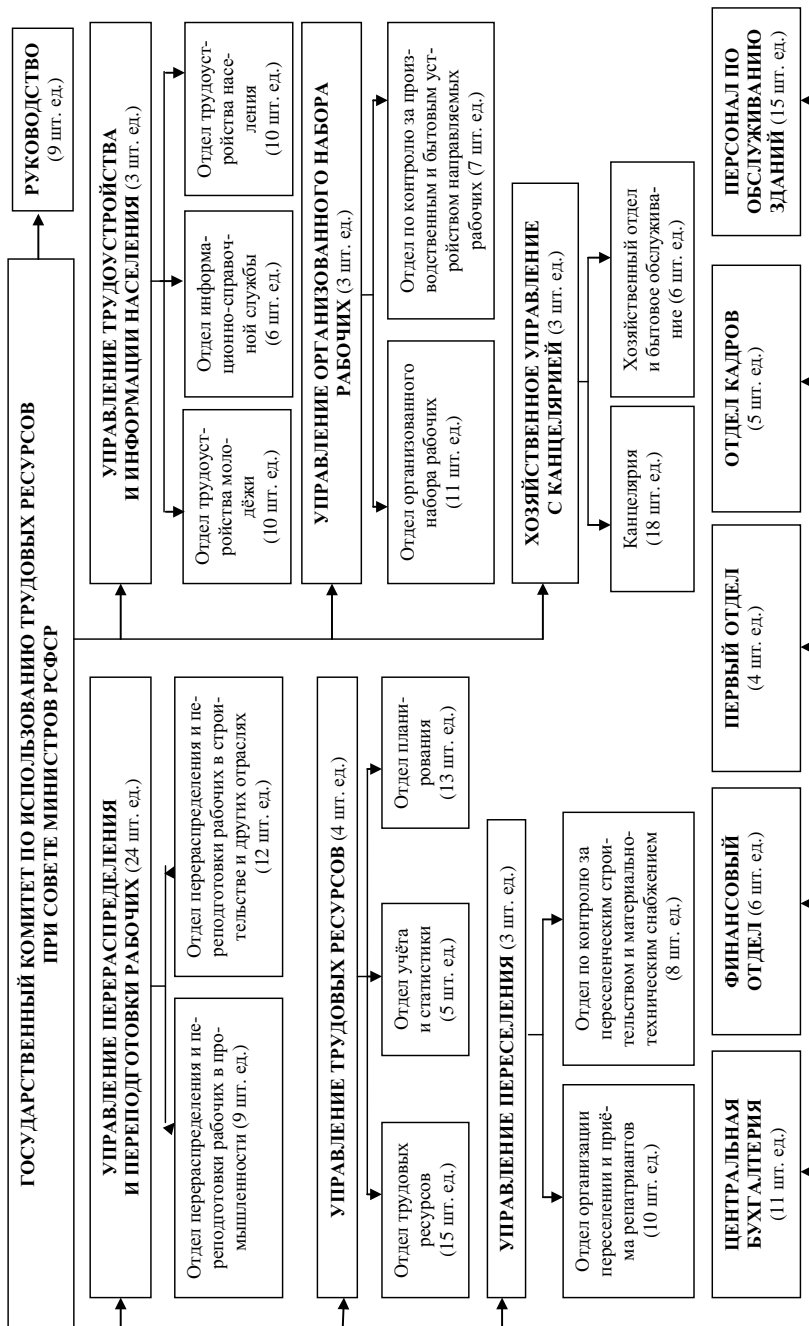 ГОСУДАРСТВЕННЫЙ КОМИТЕТ ПО ИСПОЛЬЗОВАНИЮ ТРУДОВЫХ РЕСУРСОВ
ПРИ СОВЕТЕ МИНИСТРОВ РСФСР
РУКОВОДСТВО
(9 шт. ед.)
УПРАВЛЕНИЕ ПЕРЕРАСПРЕДЕЛЕНИЯ
И ПЕРЕПОДГОТОВКИ РАБОЧИХ (24 шт. ед.)
Отдел перераспределения и пе-
реподготовки рабочих в про-
мышленности (9 шт. ед.)
Отдел перераспределения и пе-
реподготовки рабочих в строи-
тельстве и других отраслях
(12 шт. ед.)
УПРАВЛЕНИЕ ТРУДОУСТРОЙСТВА
И ИНФОРМАЦИИ НАСЕЛЕНИЯ (3 шт. ед.)
Отдел трудоуст-
ройства моло-
дёжи
(10 шт. ед.)
Отдел информа-
ционно-справоч-
ной службы
(6 шт. ед.)
Отдел трудоуст-
ройства насе-
ления
(10 шт. ед.)
УПРАВЛЕНИЕ ТРУДОВЫХ РЕСУРСОВ (4 шт. ед.)
Отдел трудовых
ресурсов
(15 шт. ед.)
Отдел учёта
и статистики
(5 шт. ед.)
Отдел плани-
рования
(13 шт. ед.)
УПРАВЛЕНИЕ ОРГАНИЗОВАННОГО НАБОРА
РАБОЧИХ (3 шт. ед.)
Отдел организованного
набора рабочих
(11 шт. ед.)
Отдел по контролю за произ-
водственным и бытовым уст-
ройством направляемых
рабочих (7 шт. ед.)
УПРАВЛЕНИЕ ПЕРЕСЕЛЕНИЯ (3 шт. ед.)
Отдел организации
переселении и приё-
ма репатриантов
(10 шт. ед.)
Отдел по контролю за
переселенческим строи-
тельством и материально-
техническим снабжением
(8 шт. ед.)
ХОЗЯЙСТВЕННОЕ УПРАВЛЕНИЕ
С КАНЦЕЛЯРИЕЙ (3 шт. ед.)
Канцелярия
(18 шт. ед.)
Хозяйственный отдел
и бытовое обслужива-
ние (6 шт. ед.)
ЦЕНТРАЛЬНАЯ
БУХГАЛТЕРИЯ
(11 шт. ед.)
ФИНАНСОВЫЙ
ОТДЕЛ (6 шт. ед.)
ПЕРВЫЙ ОТДЕЛ
(4 шт. ед.)
ОТДЕЛ КАДРОВ
(5 шт. ед.)
ПЕРСОНАЛ ПО
ОБСЛУЖИВАНИЮ
ЗДАНИЙ (15 шт. ед.)